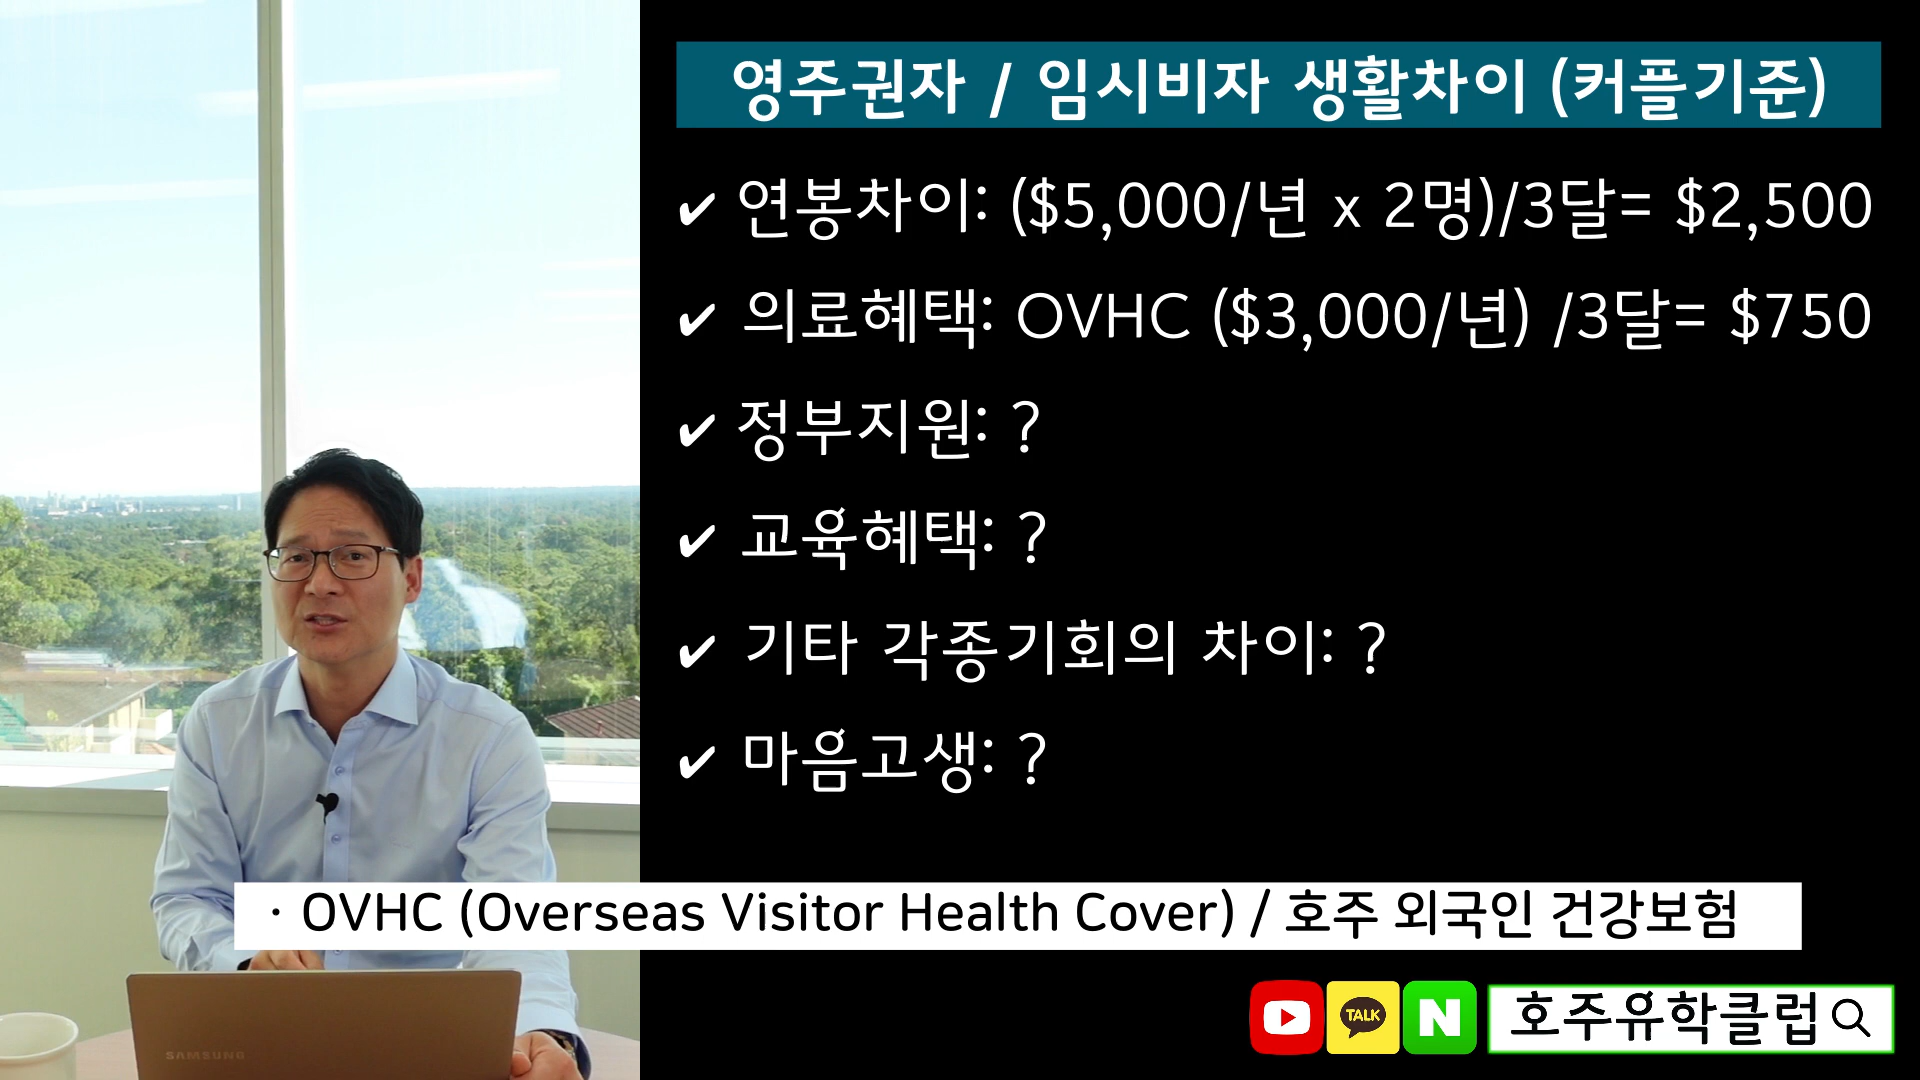 영주권자 / 임시비자 생활차이 (커플기준)
✔ 연봉차이: ($5,000/년 x 2명)/3달= $2,500
✔ 의료혜택: OVHC ($3,000/년) /3달= $750
✔ 정부지원: ?
✔ 교육혜택: ?
✔ 기타 각종기회의 차이: ?
✔ 마음고생: ?
· OVHC (Overseas Visitor Health Cover) / 호주 외국인 건강보험
TALK N 호주유학클럽
SAMSUNG